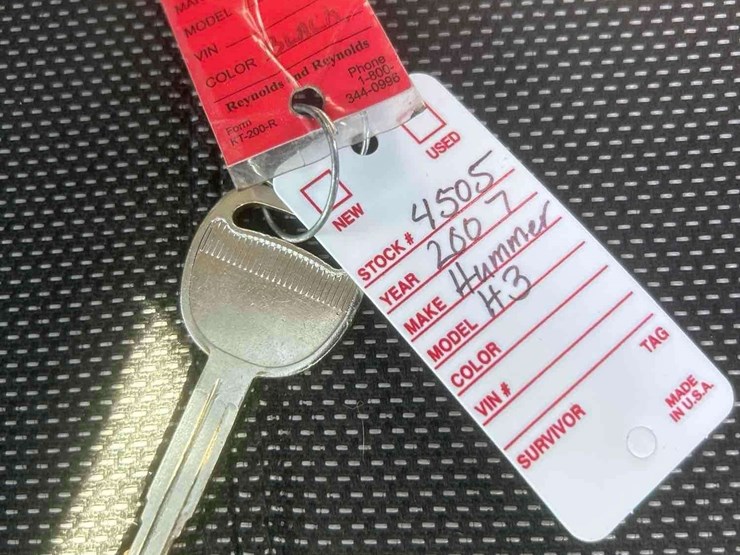 MODEL
VIN
COLOR BLACK
Reynolds and Reynolds
Form
KT-200-R
Phone
1-800-
344-0996
NEW
USED
STOCK # 4505
YEAR 2007
MAKE Hummer
MODEL H3
COLOR
VIN #
SURVIVOR TAG
MADE
IN U.S.A.